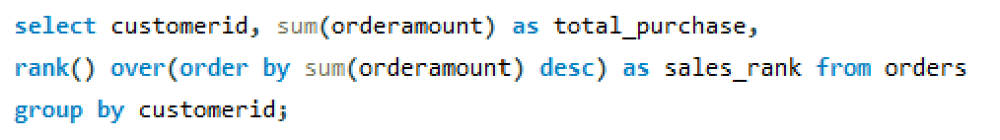 select customerid, sum(orderamount) as total_purchase,
rank() over(order by sum(orderamount) desc) as sales_rank from orders
group by customerid;